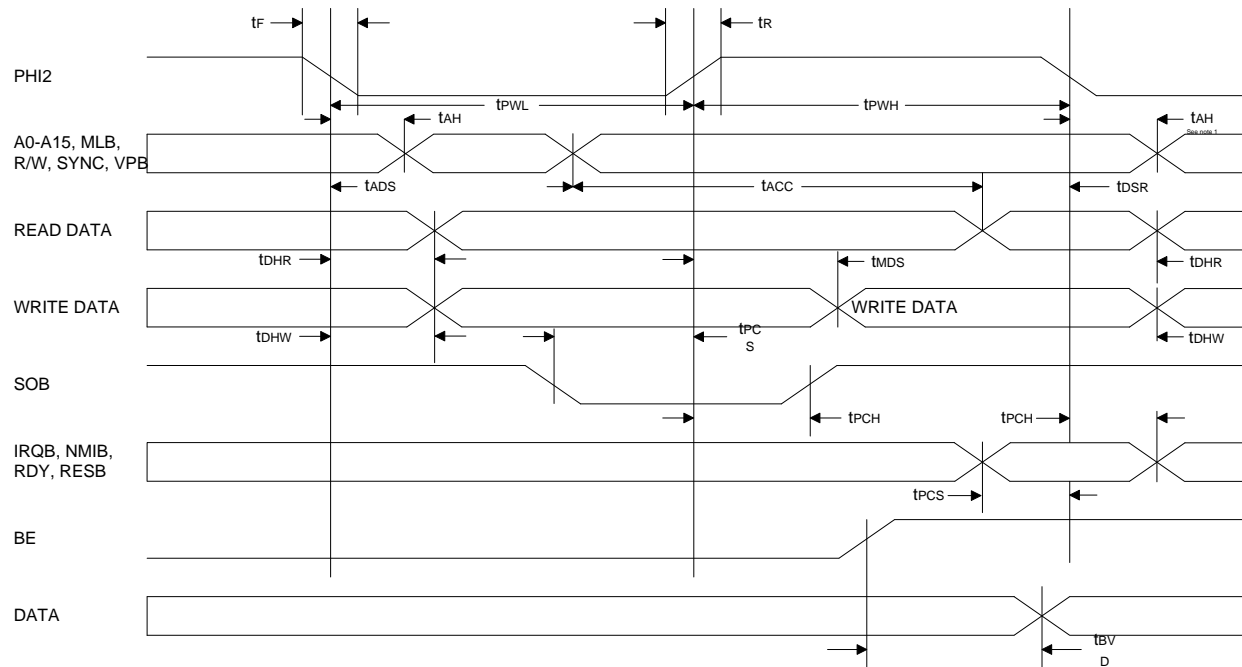 tF
tR
PHI2
tPWL
tPWH
tAH
tAH
See note 1
A0-A15, MLB,
R/W, SYNC, VPB
tADS
tACC
tDSR
READ DATA
tDHR
tMDS
tDHR
WRITE DATA
WRITE DATA
tDHW
tPC
S
tDHW
SOB
tPCH
tPCH
IRQB, NMIB,
RDY, RESB
tPCS
BE
DATA
tBV
D